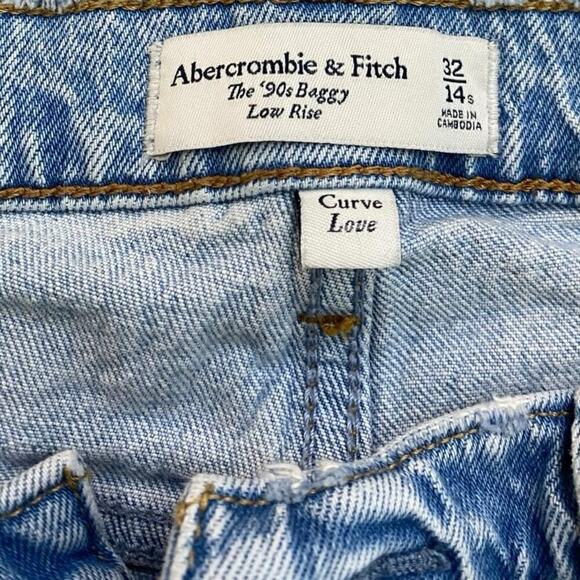 Abercrombie & Fitch
The '90s Baggy
Low Rise
32
14s
MADE IN
CAMBODIA
Curve
Love